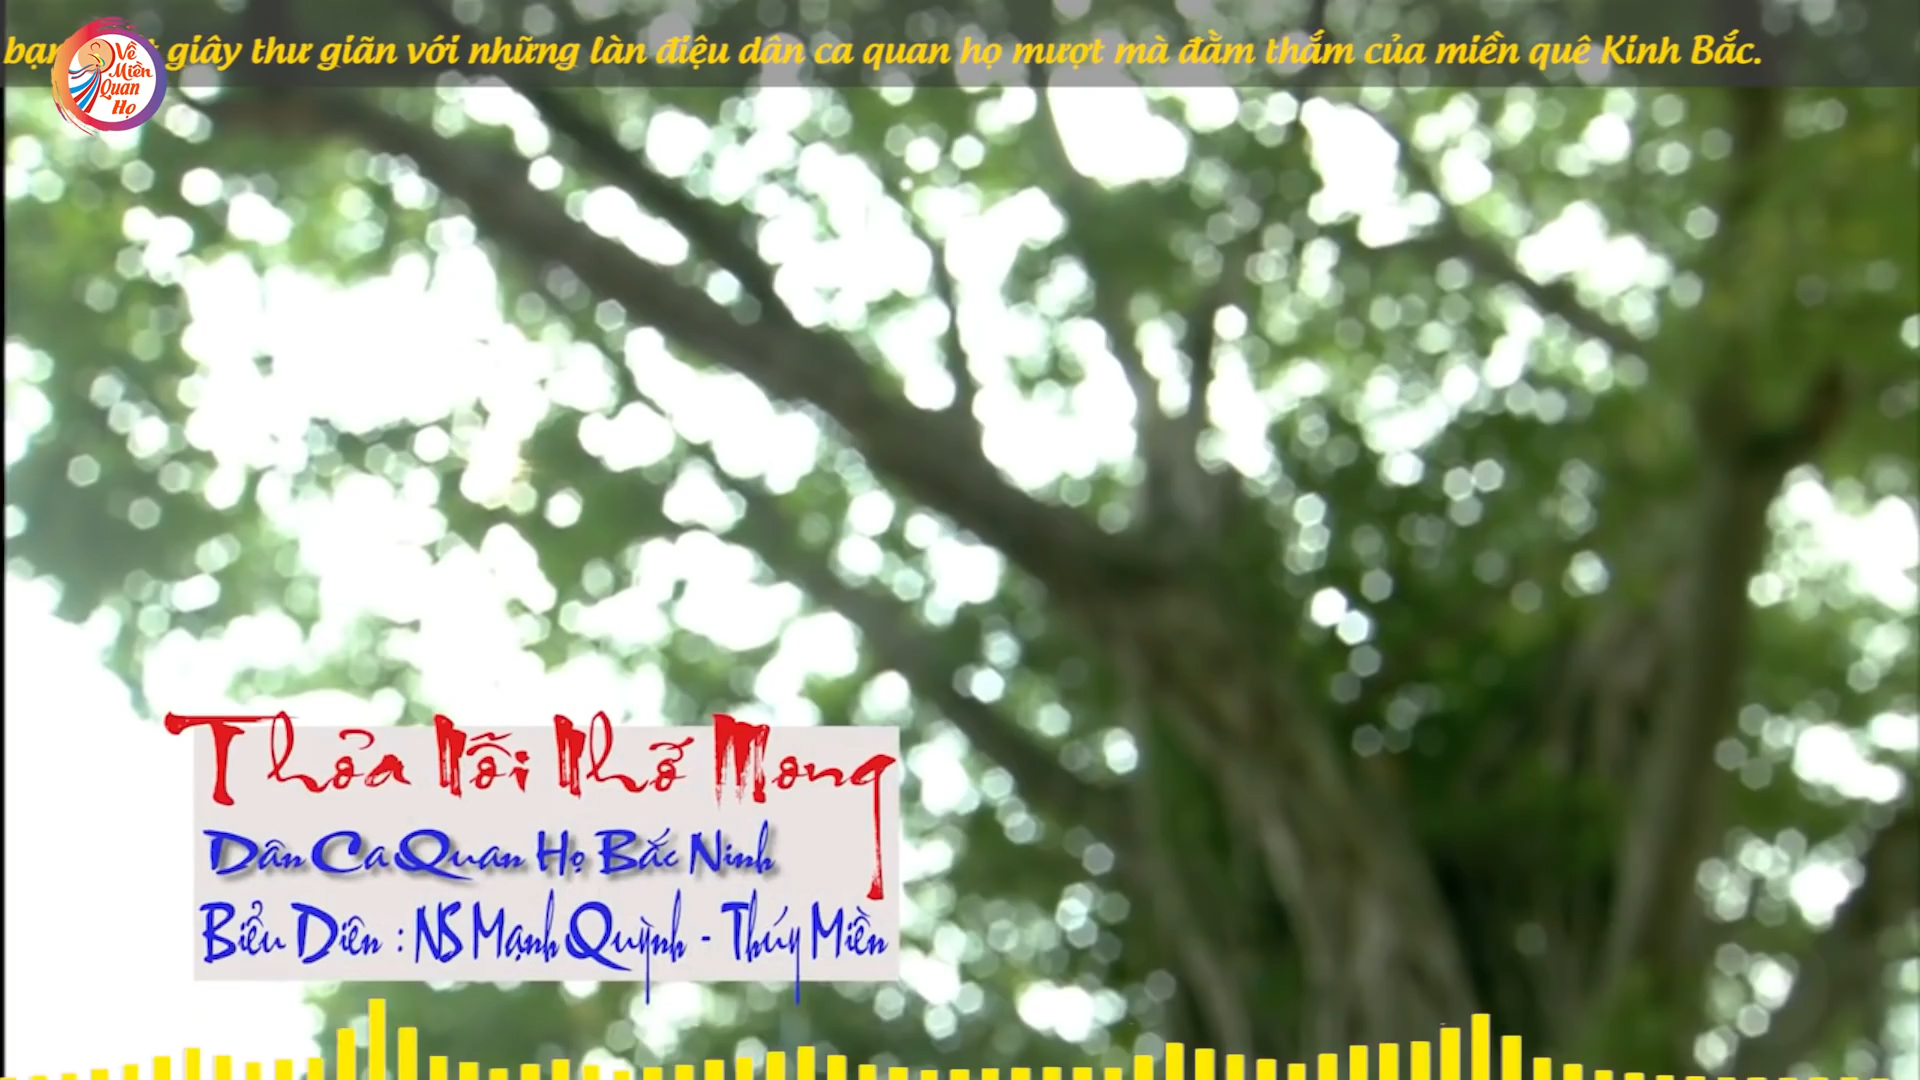 bạn giây thư giãn với những làn điệu dân ca quan họ mượt mà đằm thắm của miền quê Kinh Bắc.
Về
Miền
Quan
Họ
Thỏa Nỗi Nhớ Mong
Dân Ca Quan Họ Bắc Ninh
Biểu Diễn : NS Mạnh Quỳnh - Thúy Miền